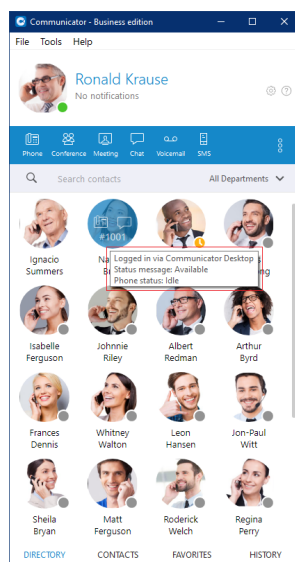 Communicator - Business edition
File Tools Help
Ronald Krause
No notifications
Phone Conference Meeting Chat Voicemail SMS
Search contacts All Departments
#1001
Ignacio
Summers
Logged in via Communicator Desktop
Status message: Available
Phone status: Idle
Isabelle
Ferguson
Johnnie
Riley
Albert
Redman
Arthur
Byrd
Frances
Dennis
Whitney
Walton
Leon
Hansen
Jon-Paul
Witt
Sheila
Bryan
Matt
Ferguson
Roderick
Welch
Regina
Perry
DIRECTORY CONTACTS FAVORITES HISTORY